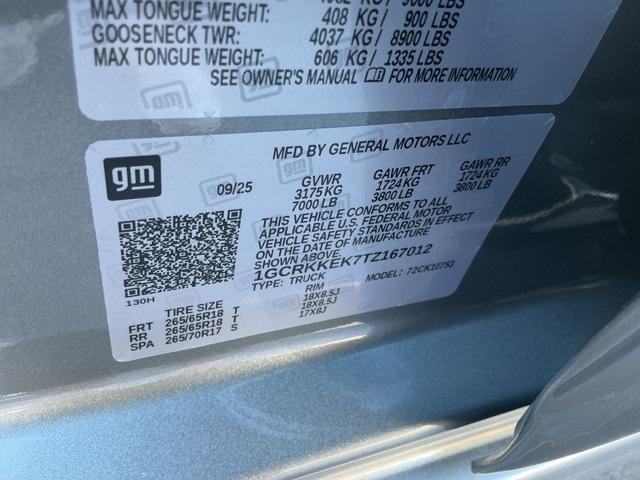 MAX TONGUE WEIGHT: 408 KG/ 900 LBS
GOOSENECK TWR: 4037 KG/ 8900 LBS
MAX TONGUE WEIGHT: 606 KG/ 1335 LBS
SEE OWNER'S MANUAL FOR MORE INFORMATION
MFD BY GENERAL MOTORS LLC
gm
09/25
GVWR GAWR FRT GAWR RR
3175 KG 1724 KG 1724 KG
7000 LB 3800 LB 3800 LB
THIS VEHICLE CONFORMS TO ALL
APPLICABLE U.S. FEDERAL MOTOR
VEHICLE SAFETY STANDARDS IN EFFECT
ON THE DATE OF MANUFACTURE SHOWN ABOVE.
1GCRKKEK7TZ167012
TYPE: TRUCK MODEL: 72CK10753
130H
TIRE SIZE RIM
FRT 265/65R18 T 18X8.5J
RR 265/65R18 T 18X8.5J
SPA 265/70R17 S 17X8J